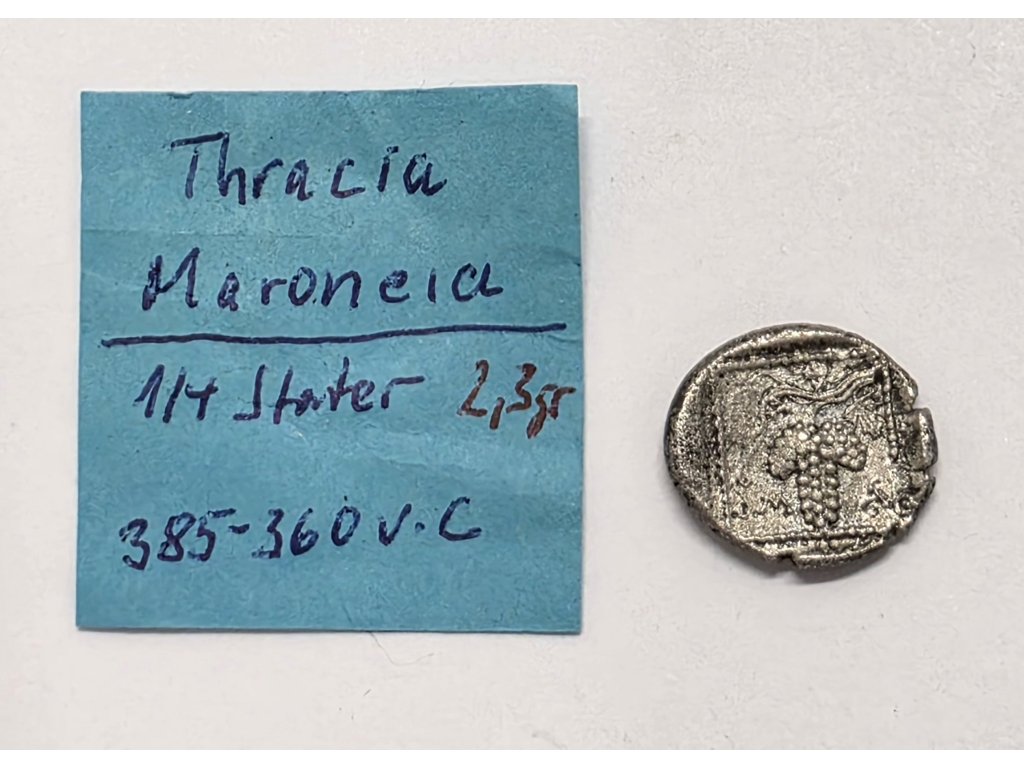 Thracia
Maroneia
1/4 Stater 2,3gr
385-360 v.C
M A